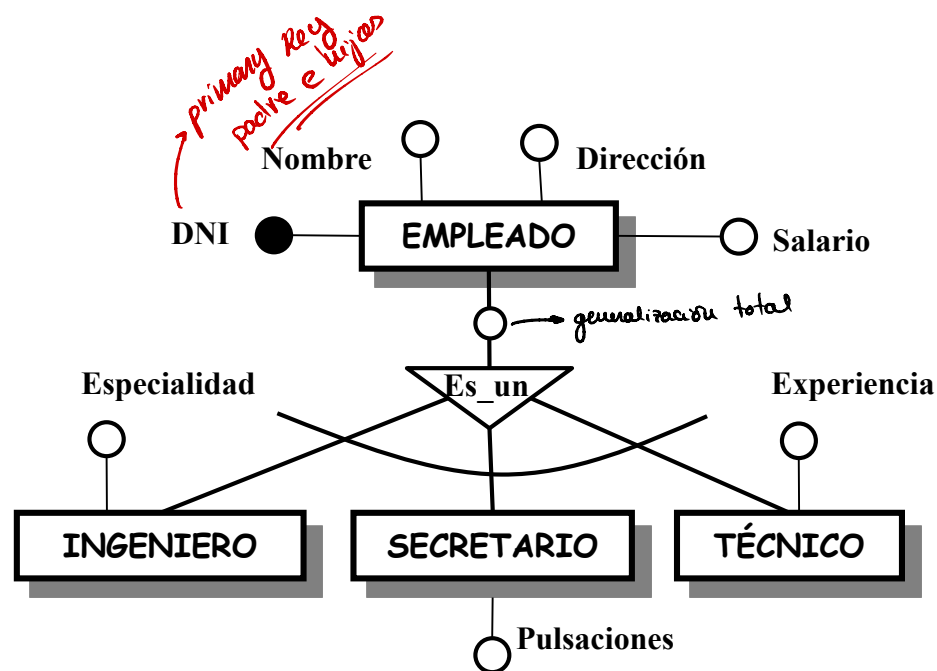 primary key
padre e hijos
Nombre
Dirección
DNI
EMPLEADO
Salario
generalización total
Especialidad
Es_un
Experiencia
INGENIERO
SECRETARIO
TÉCNICO
Pulsaciones